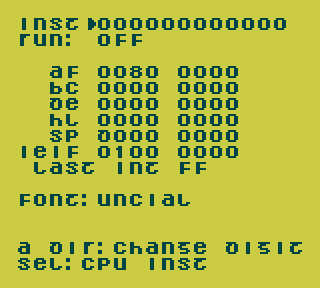 inst▶000000000000
run: OFF
aF 0080 0000
bc 0000 0000
de 0000 0000
hl 0000 0000
sp 0000 0000
ieif 0100 0000
last int FF
Font: uncial
a dir: change digit
sel: cpu inst